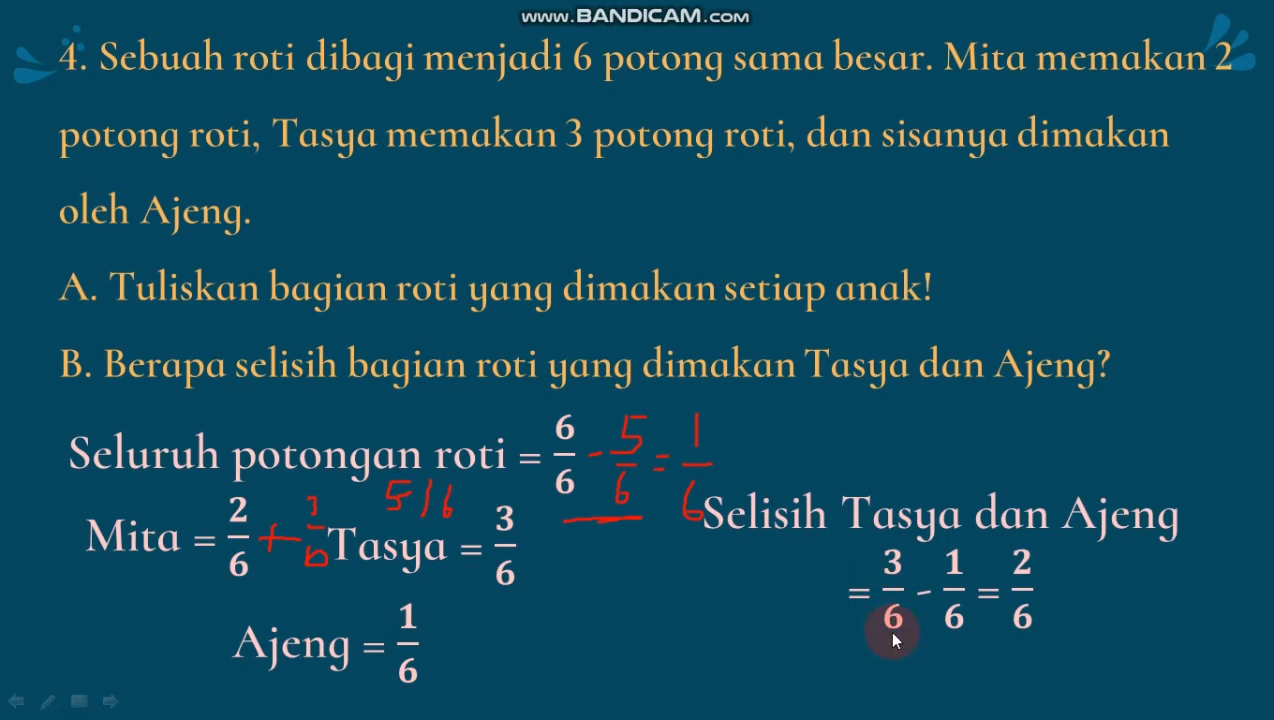 www.BANDICAM.com
4. Sebuah roti dibagi menjadi 6 potong sama besar. Mita memakan 2
potong roti, Tasya memakan 3 potong roti, dan sisanya dimakan
oleh Ajeng.
A. Tuliskan bagian roti yang dimakan setiap anak!
B. Berapa selisih bagian roti yang dimakan Tasya dan Ajeng?
Seluruh potongan roti = 6/6 - 5/6 = 1/6
5/6
Mita = 2/6 + 3/6 Tasya = 3/6
Ajeng = 1/6
Selisih Tasya dan Ajeng
= 3/6 - 1/6 = 2/6